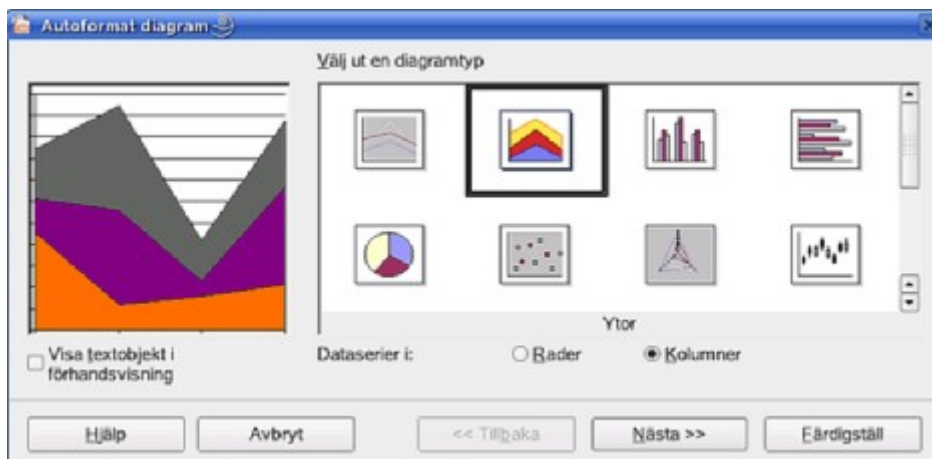 Autoformat diagram
Välj ut en diagramtyp
Ytor
Visa textobjekt i
förhandsvisning
Dataserier i:
Rader
Kolumner
Hjälp
Avbryt
<< Tillbaka
Nästa >>
Färdigställ